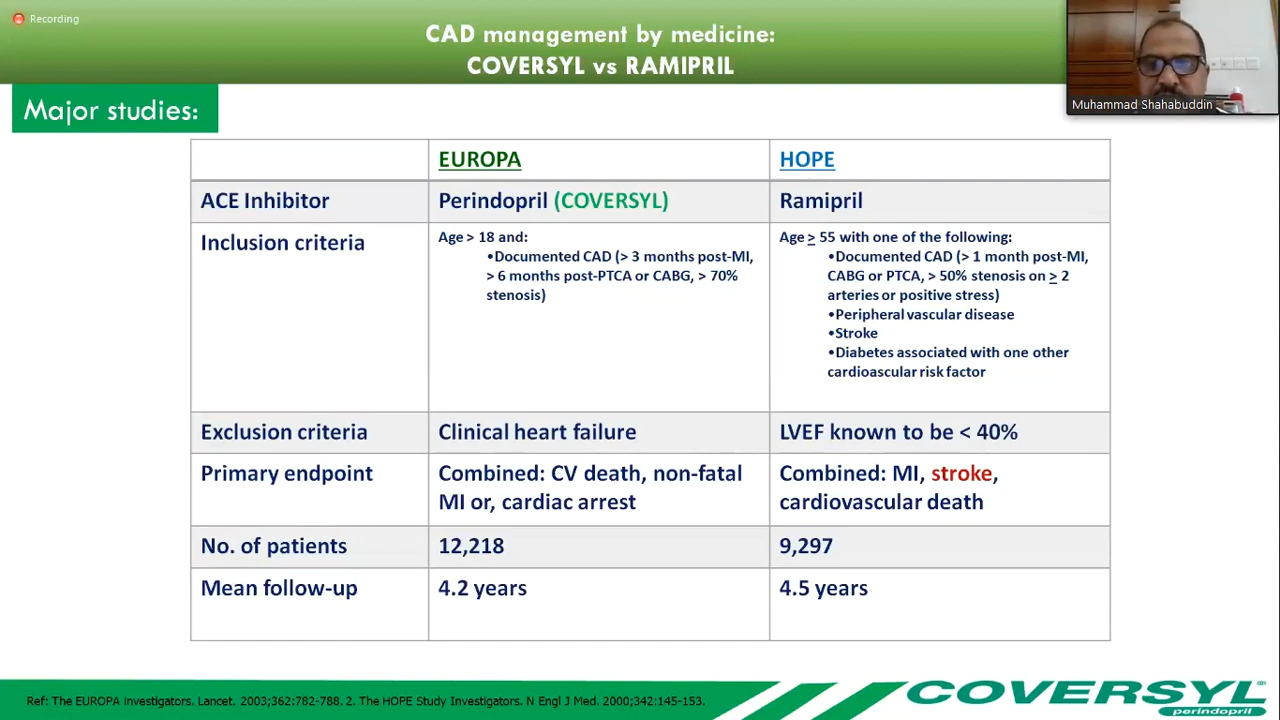 Recording
CAD management by medicine:
COVERSYL vs RAMIPRIL
Muhammad Shahabuddin
Major studies:
EUROPA
HOPE
ACE Inhibitor
Perindopril (COVERSYL)
Ramipril
Inclusion criteria
Age > 18 and:
•Documented CAD (> 3 months post-MI,
> 6 months post-PTCA or CABG, > 70%
stenosis)
Age ≥ 55 with one of the following:
•Documented CAD (> 1 month post-MI,
CABG or PTCA, > 50% stenosis on ≥ 2
arteries or positive stress)
•Peripheral vascular disease
•Stroke
•Diabetes associated with one other
cardioascular risk factor
Exclusion criteria
Clinical heart failure
LVEF known to be < 40%
Primary endpoint
Combined: CV death, non-fatal
MI or, cardiac arrest
Combined: MI, stroke,
cardiovascular death
No. of patients
12,218
9,297
Mean follow-up
4.2 years
4.5 years
Ref: The EUROPA investigators. Lancet. 2003;362:782-788. 2. The HOPE Study Investigators. N Engl J Med. 2000;342:145-153.
COVERSYL®
perindopril